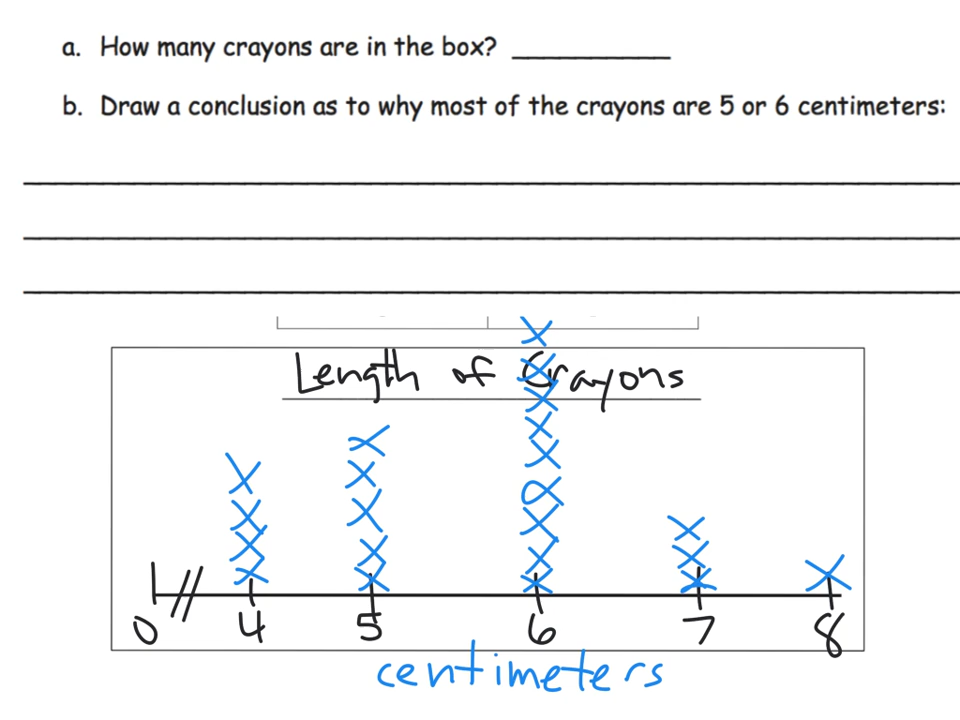 a. How many crayons are in the box? __________
b. Draw a conclusion as to why most of the crayons are 5 or 6 centimeters:
Length of Crayons
0 4 5 6 7 8
centimeters